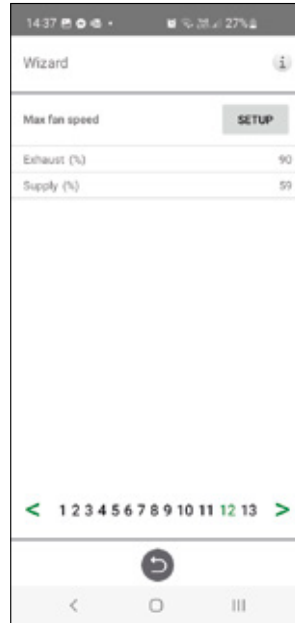 14:37 27%
Wizard i
Max fan speed SETUP
Exhaust (%) 90
Supply (%) 59
< 1 2 3 4 5 6 7 8 9 10 11 12 13 >